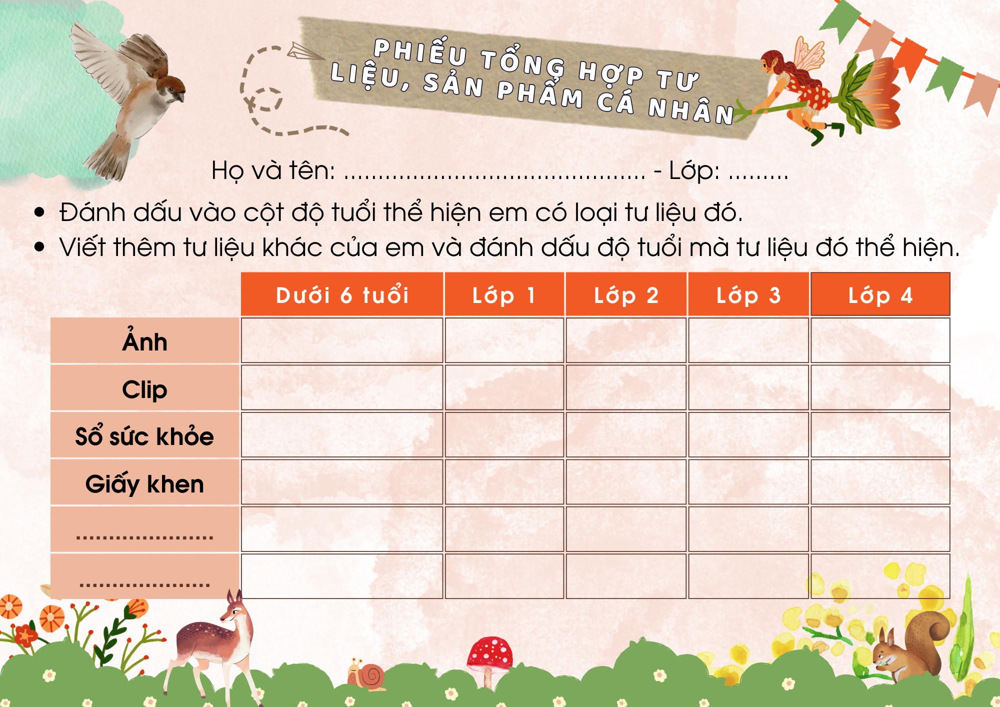 PHIẾU TỔNG HỢP TƯ
LIỆU, SẢN PHẨM CÁ NHÂN
Họ và tên: ............................................ - Lớp: .........
• Đánh dấu vào cột độ tuổi thể hiện em có loại tư liệu đó.
• Viết thêm tư liệu khác của em và đánh dấu độ tuổi mà tư liệu đó thể hiện.
Dưới 6 tuổi Lớp 1 Lớp 2 Lớp 3 Lớp 4
Ảnh
Clip
Sổ sức khỏe
Giấy khen
.....................
....................